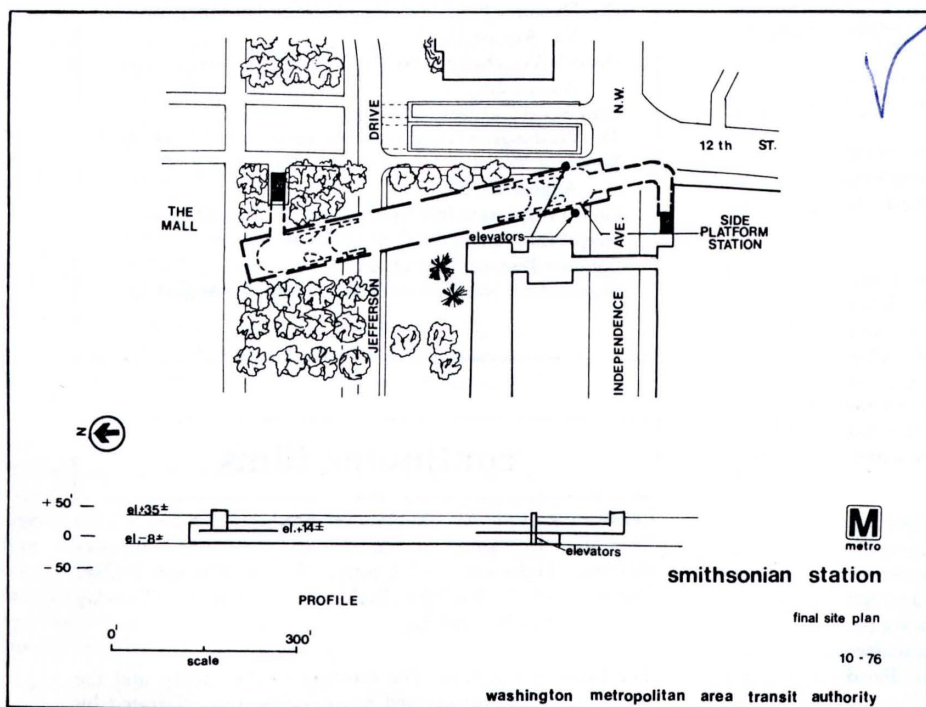 DRIVE
N.W.
12 th ST.
THE
MALL
elevators
AVE.
SIDE
PLATFORM
STATION
JEFFERSON
INDEPENDENCE
N
+50'
0
-50
el.+35±
el.-8±
el.+14±
elevators
PROFILE
0' 300'
scale
M
metro
smithsonian station
final site plan
10 - 76
washington metropolitan area transit authority